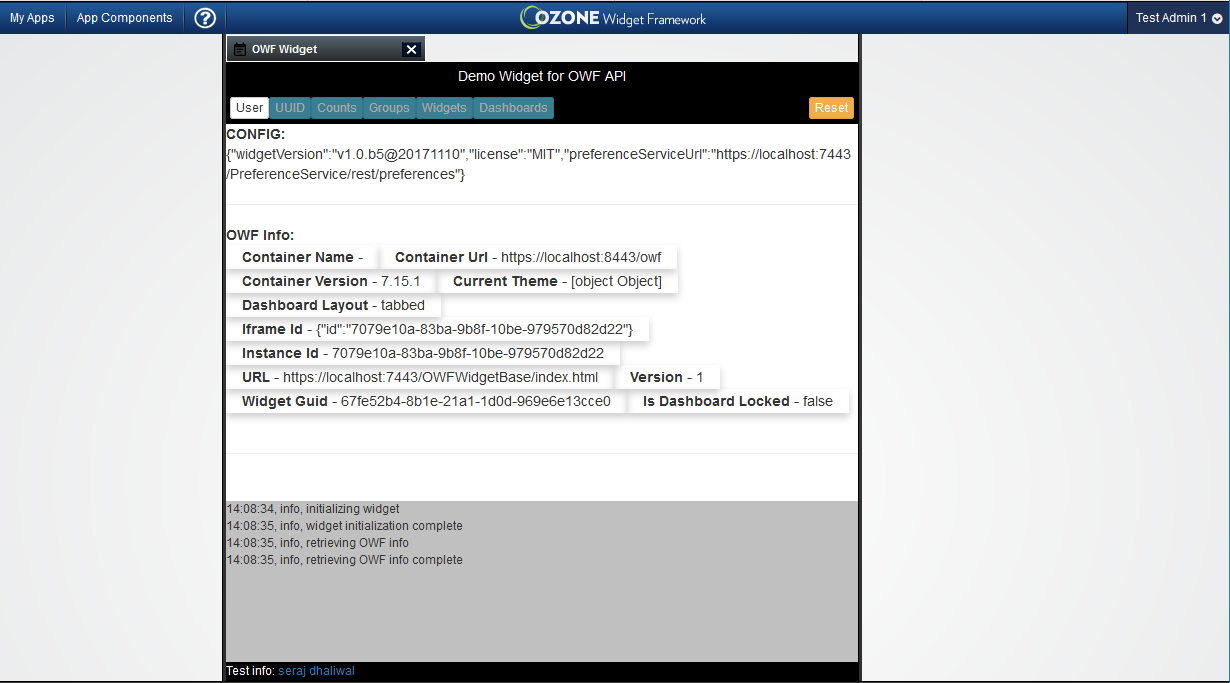 My Apps App Components ? OZONE Widget Framework Test Admin 1
OWF Widget
Demo Widget for OWF API
User UUID Counts Groups Widgets Dashboards Reset
CONFIG:
{"widgetVersion":"v1.0.b5@20171110","license":"MIT","preferenceServiceUrl":"https://localhost:7443
/PreferenceService/rest/preferences"}
OWF Info:
Container Name - Container Url - https://localhost:8443/owf
Container Version - 7.15.1 Current Theme - [object Object]
Dashboard Layout - tabbed
Iframe Id - {"id":"7079e10a-83ba-9b8f-10be-979570d82d22"}
Instance Id - 7079e10a-83ba-9b8f-10be-979570d82d22
URL - https://localhost:7443/OWFWidgetBase/index.html Version - 1
Widget Guid - 67fe52b4-8b1e-21a1-1d0d-969e6e13cce0 Is Dashboard Locked - false
14:08:34, info, initializing widget
14:08:35, info, widget initialization complete
14:08:35, info, retrieving OWF info
14:08:35, info, retrieving OWF info complete
Test info: seraj dhaliwal